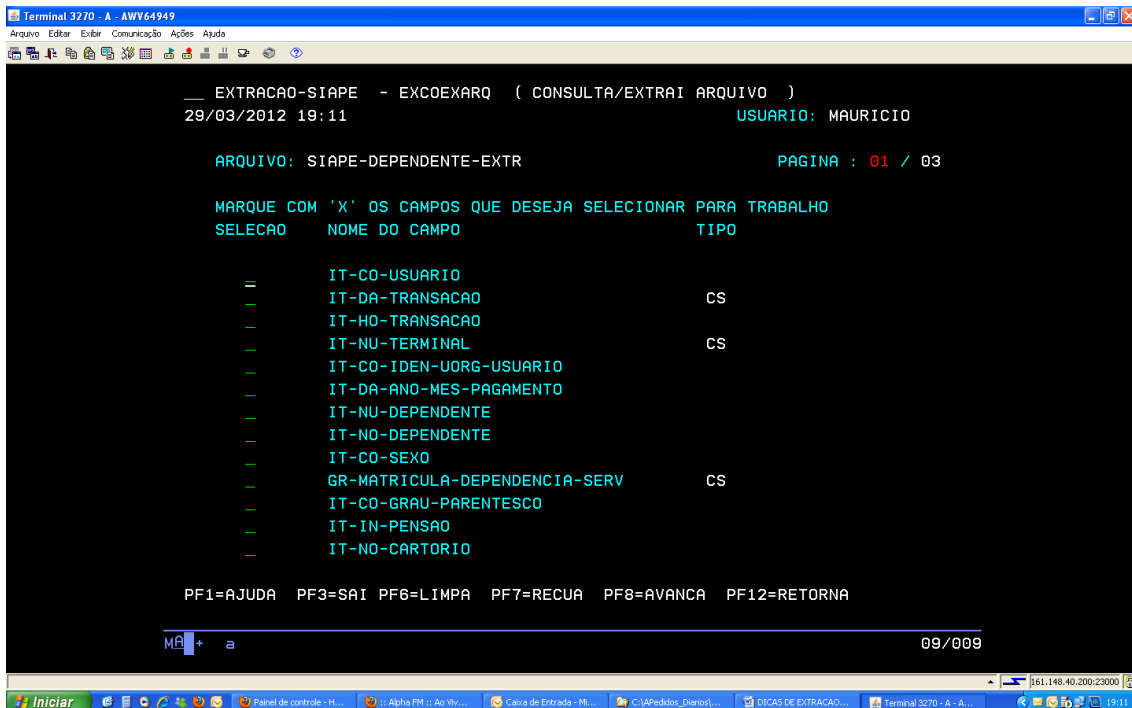 Terminal 3270 - A - AWV64949
Arquivo Editar Exibir Comunicação Ações Ajuda
__ EXTRACAO-SIAPE - EXCOEXARQ ( CONSULTA/EXTRAI ARQUIVO )
29/03/2012 19:11 USUARIO: MAURICIO
ARQUIVO: SIAPE-DEPENDENTE-EXTR PAGINA : 01 / 03
MARQUE COM 'X' OS CAMPOS QUE DESEJA SELECIONAR PARA TRABALHO
SELECAO NOME DO CAMPO TIPO
_ IT-CO-USUARIO
_ IT-DA-TRANSACAO CS
_ IT-HO-TRANSACAO
_ IT-NU-TERMINAL CS
_ IT-CO-IDEN-UORG-USUARIO
_ IT-DA-ANO-MES-PAGAMENTO
_ IT-NU-DEPENDENTE
_ IT-NO-DEPENDENTE
_ IT-CO-SEXO
_ GR-MATRICULA-DEPENDENCIA-SERV CS
_ IT-CO-GRAU-PARENTESCO
_ IT-IN-PENSAO
_ IT-NO-CARTORIO
PF1=AJUDA PF3=SAI PF6=LIMPA PF7=RECUA PF8=AVANCA PF12=RETORNA
MA + a 09/009
161.148.40.200:23000
Iniciar Painel de controle - H... :: Alpha FM :: Ao Viv... Caixa de Entrada - Mi... C:\APedidos_Diarios\... DICAS DE EXTRACAO... Terminal 3270 - A - A... 19:11